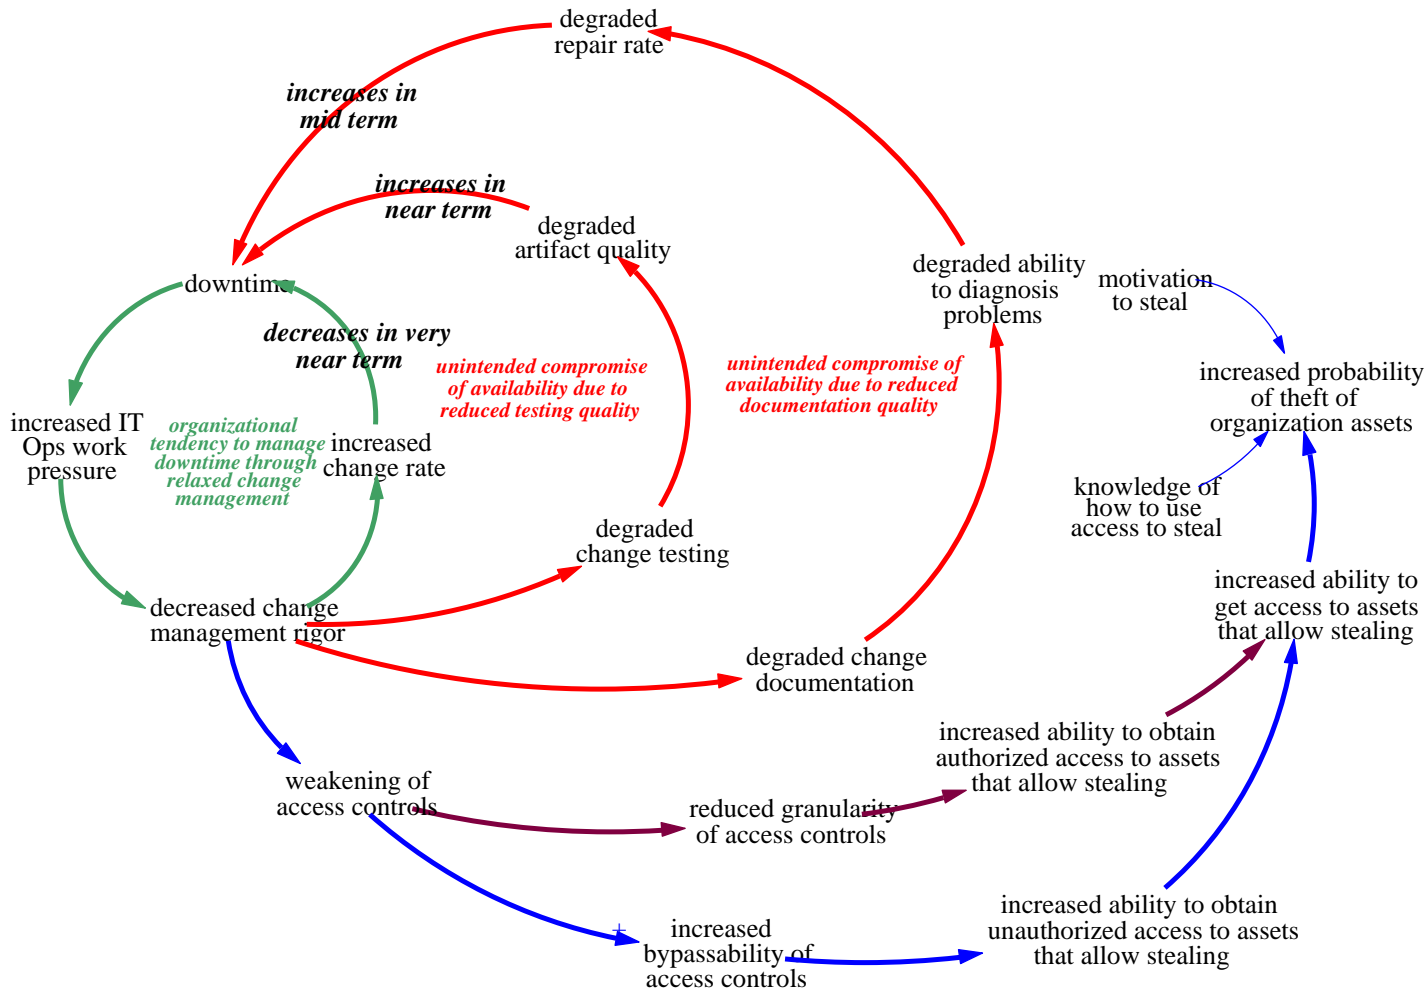 degraded
repair rate
increases in
mid term
increases in
near term
degraded
artifact quality
downtime
decreases in very
near term
degraded ability
to diagnosis
problems
motivation
to steal
unintended compromise
of availability due to
reduced testing quality
unintended compromise of
availability due to reduced
documentation quality
increased probability
of theft of
organization assets
increased IT
Ops work
pressure
organizational
tendency to manage
downtime through
relaxed change
management
increased
change rate
knowledge of
how to use
access to steal
degraded
change testing
decreased change
management rigor
increased ability to
get access to assets
that allow stealing
degraded change
documentation
increased ability to obtain
authorized access to assets
that allow stealing
weakening of
access controls
reduced granularity
of access controls
+
increased
bypassability of
access controls
increased ability to obtain
unauthorized access to assets
that allow stealing